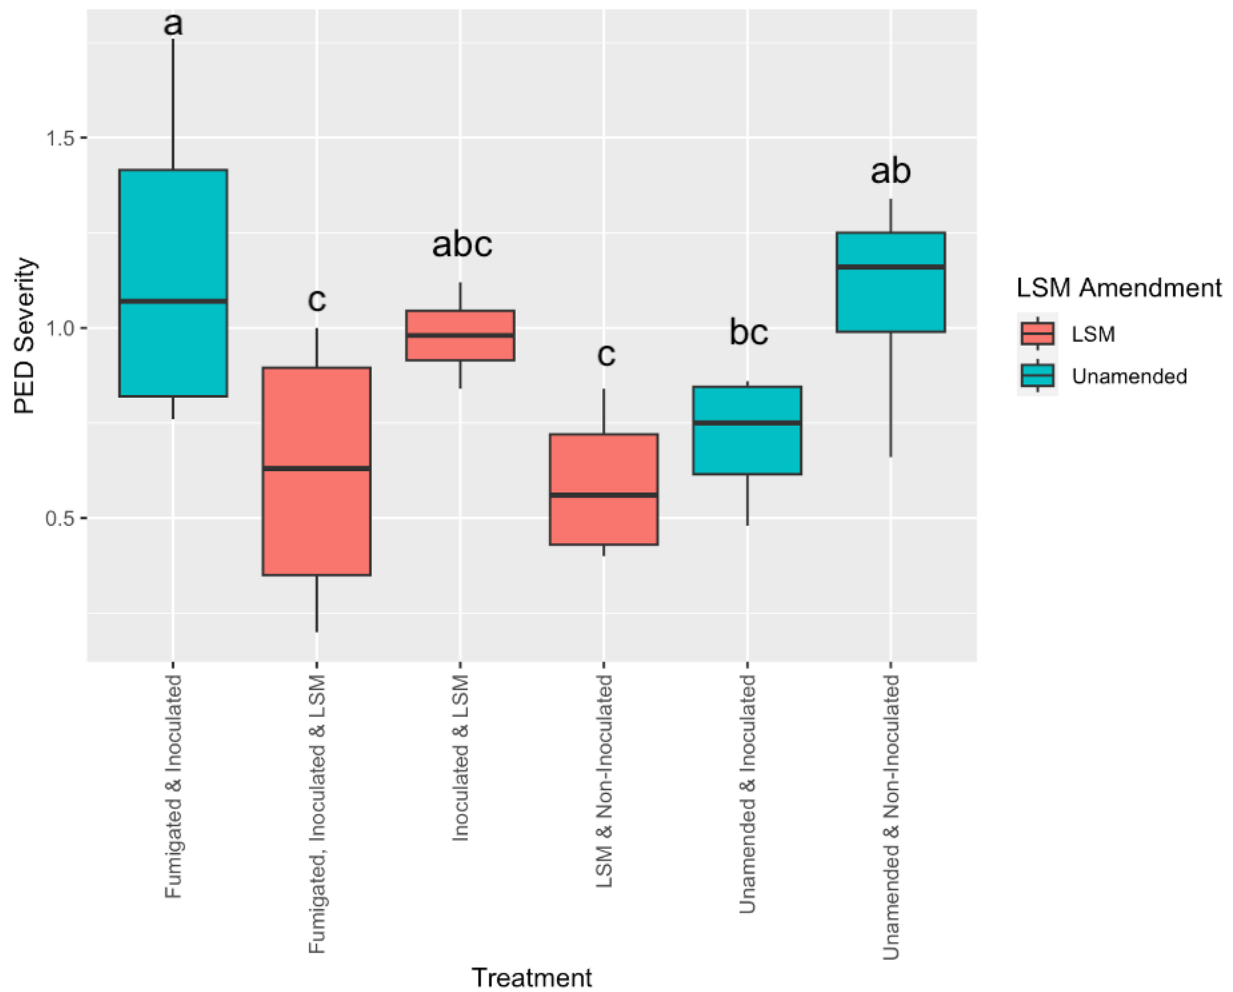 a
ab
abc
c
bc
c
1.5
1.0
0.5
PED Severity
Fumigated & Inoculated
Fumigated, Inoculated & LSM
Inoculated & LSM
LSM & Non-Inoculated
Unamended & Inoculated
Unamended & Non-Inoculated
Treatment
LSM Amendment
LSM
Unamended